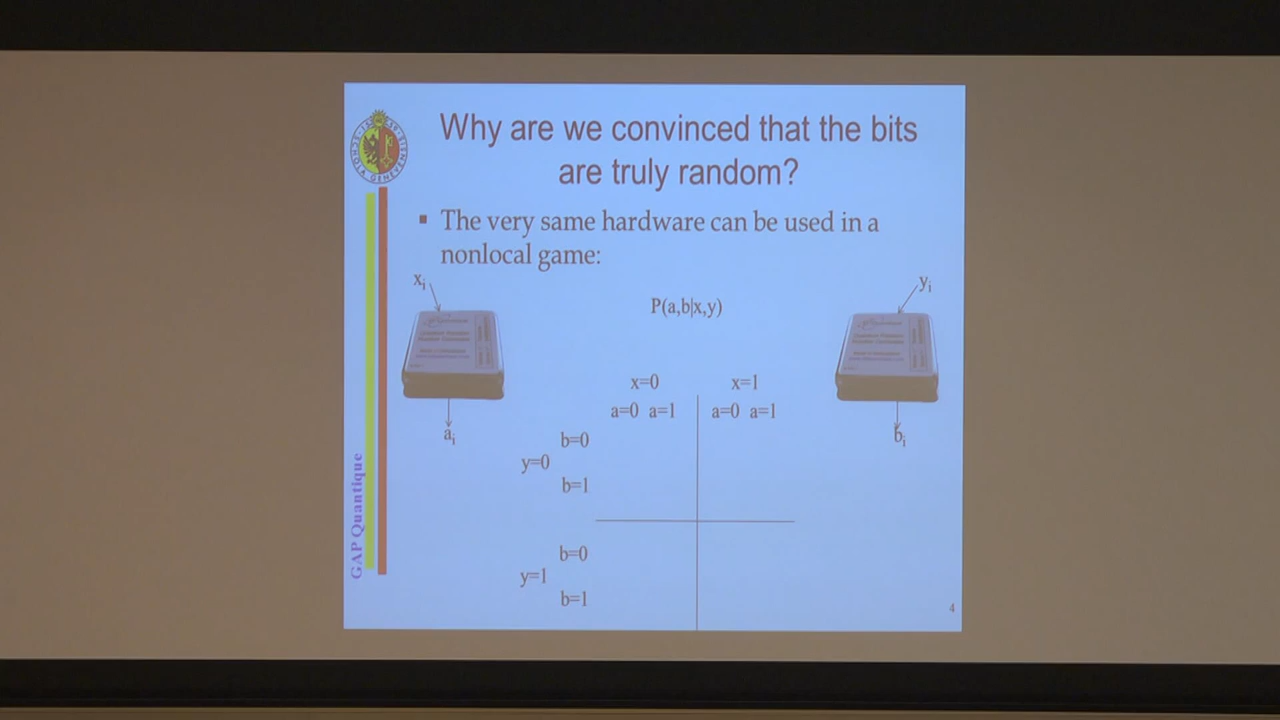 Why are we convinced that the bits
are truly random?
▪ The very same hardware can be used in a
nonlocal game:
xᵢ
yᵢ
P(a,b|x,y)
x=0 x=1
a=0 a=1 a=0 a=1
aᵢ
bᵢ
b=0
y=0
b=1
b=0
y=1
b=1
GAP Quantique
4